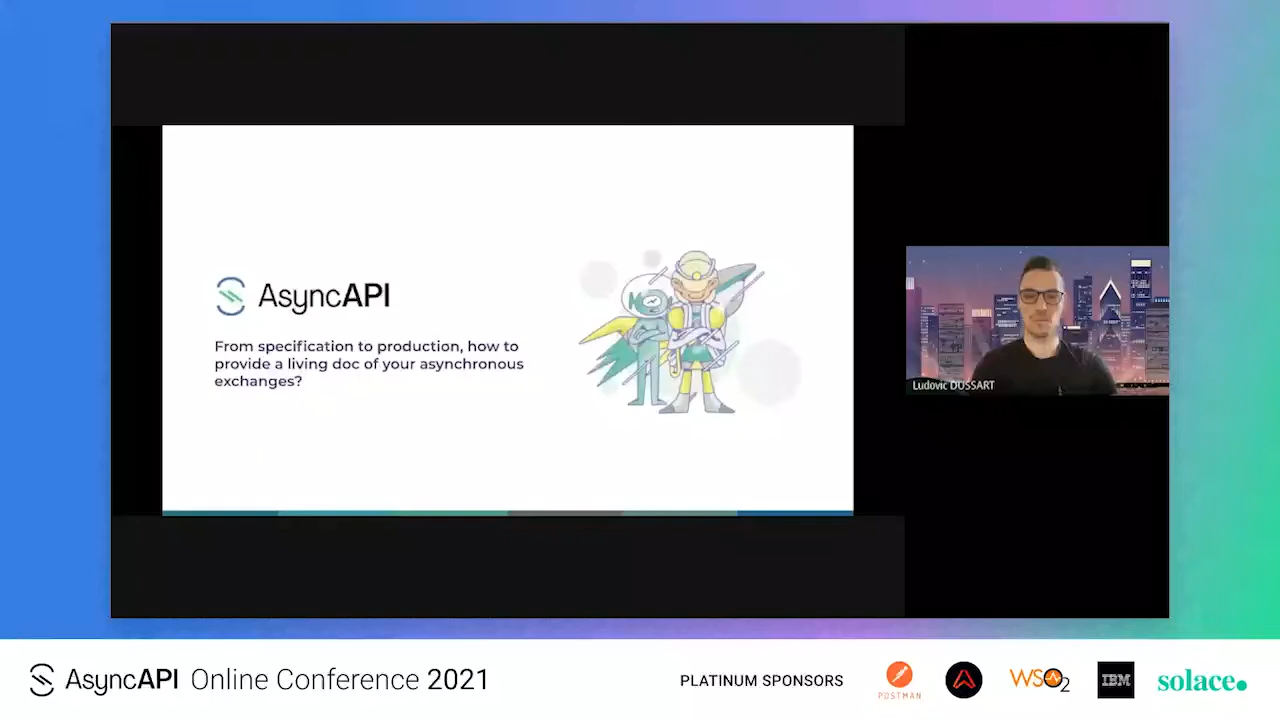 AsyncAPI
From specification to production, how to
provide a living doc of your asynchronous
exchanges?
Ludovic DUSSART
AsyncAPI Online Conference 2021
PLATINUM SPONSORS
POSTMAN
WSO2
IBM
solace.